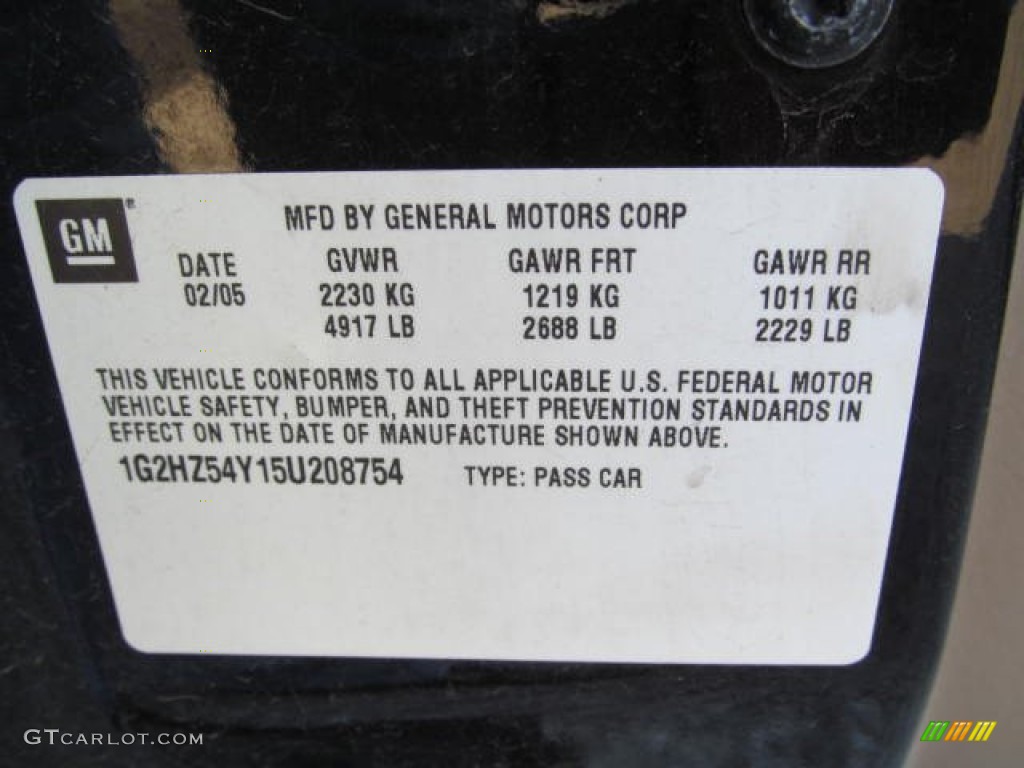 GM®
MFD BY GENERAL MOTORS CORP
DATE GVWR GAWR FRT GAWR RR
02/05 2230 KG 1219 KG 1011 KG
4917 LB 2688 LB 2229 LB
THIS VEHICLE CONFORMS TO ALL APPLICABLE U.S. FEDERAL MOTOR
VEHICLE SAFETY, BUMPER, AND THEFT PREVENTION STANDARDS IN
EFFECT ON THE DATE OF MANUFACTURE SHOWN ABOVE.
1G2HZ54Y15U208754 TYPE: PASS CAR
GTCARLOT.COM